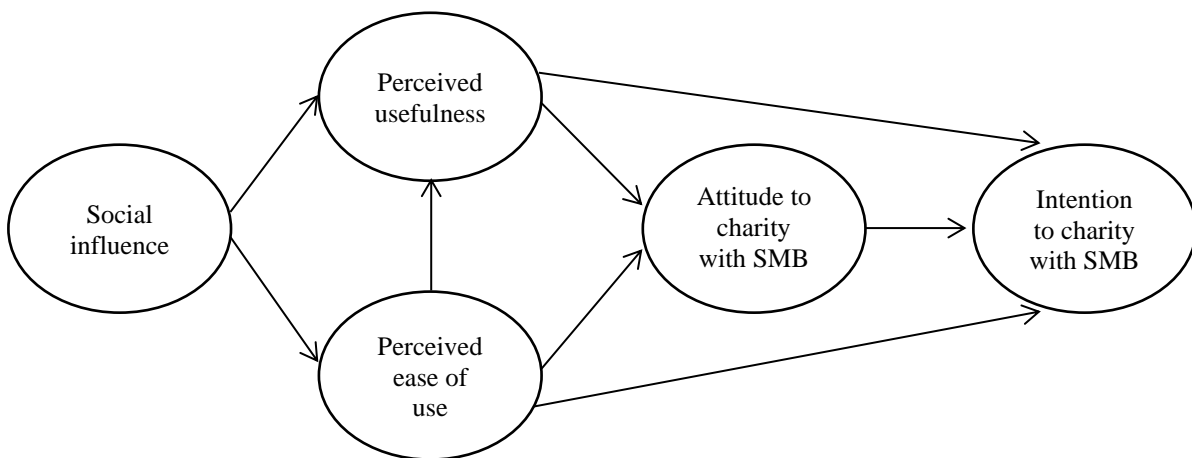 Perceived
usefulness
Social
influence
Attitude to
charity
with SMB
Intention
to charity
with SMB
Perceived
ease of
use